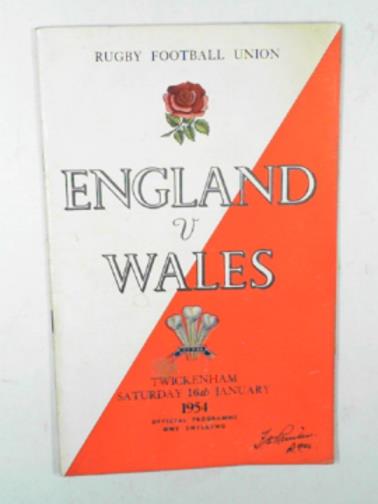 RUGBY FOOTBALL UNION
ENGLAND
v
WALES
TWICKENHAM
SATURDAY 16th JANUARY
1954
OFFICIAL PROGRAMME
ONE SHILLING